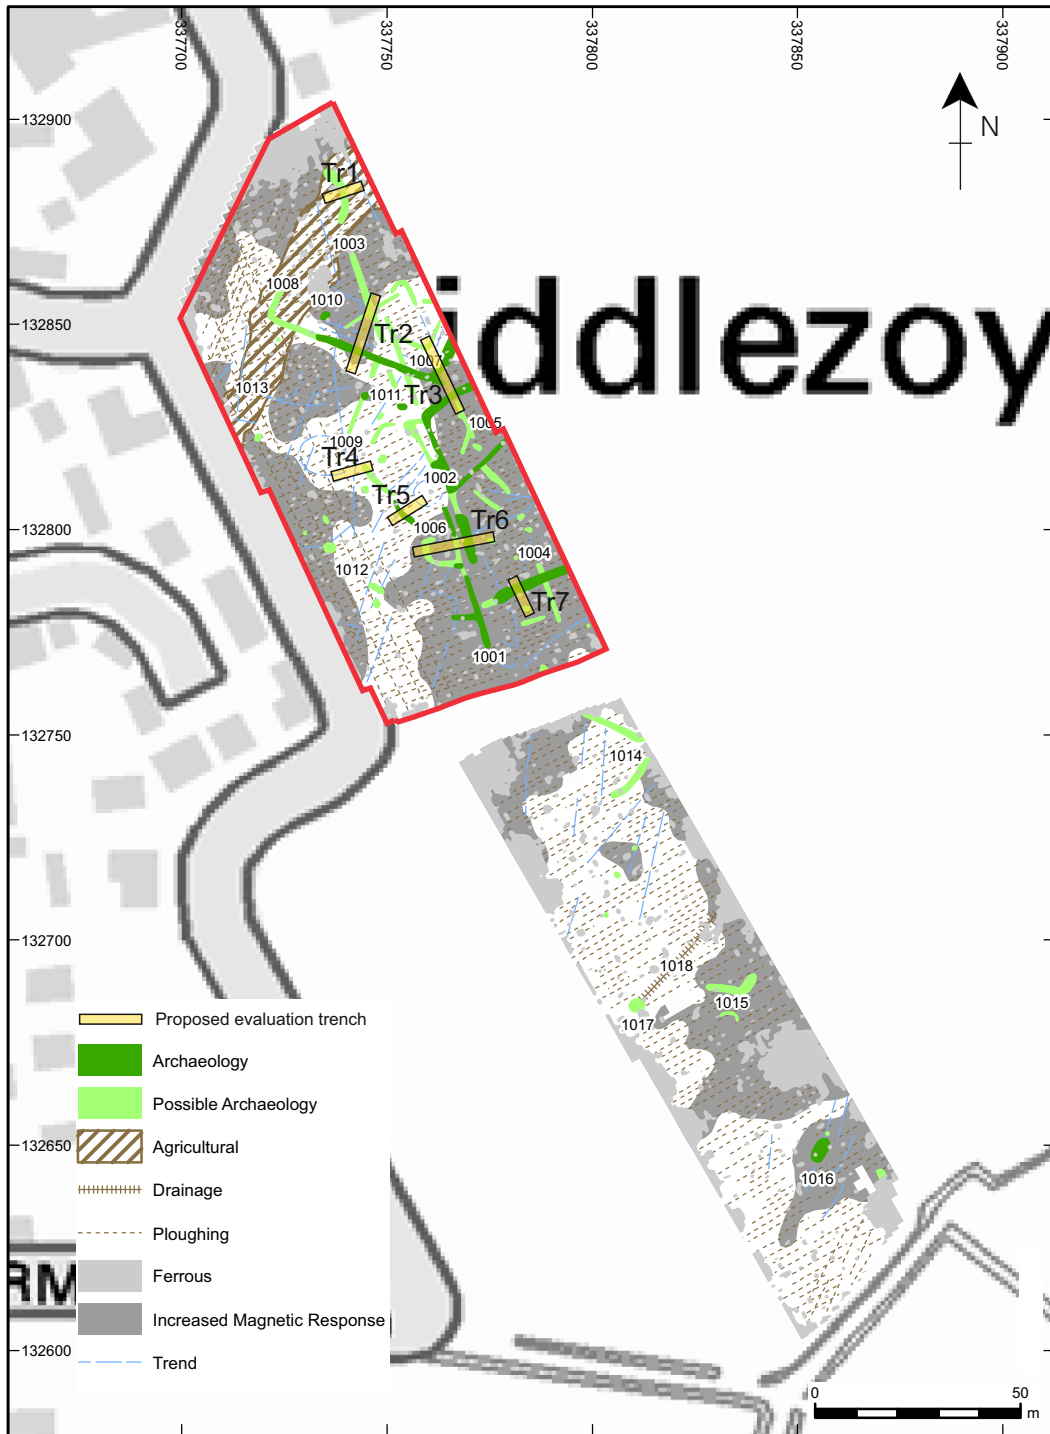 337700
337750
337800
337850
337900
132900
132850
132800
132750
132700
132650
132600
N
iddlezoy
Tr1
1003
1008
1010
Tr2
1007
1013
1011
Tr3
1005
1009
Tr4
1002
Tr5
1006
Tr6
1004
1012
Tr7
1001
1014
1018
1015
1017
1016
Proposed evaluation trench
Archaeology
Possible Archaeology
Agricultural
Drainage
Ploughing
Ferrous
Increased Magnetic Response
Trend
RM
0
50
m